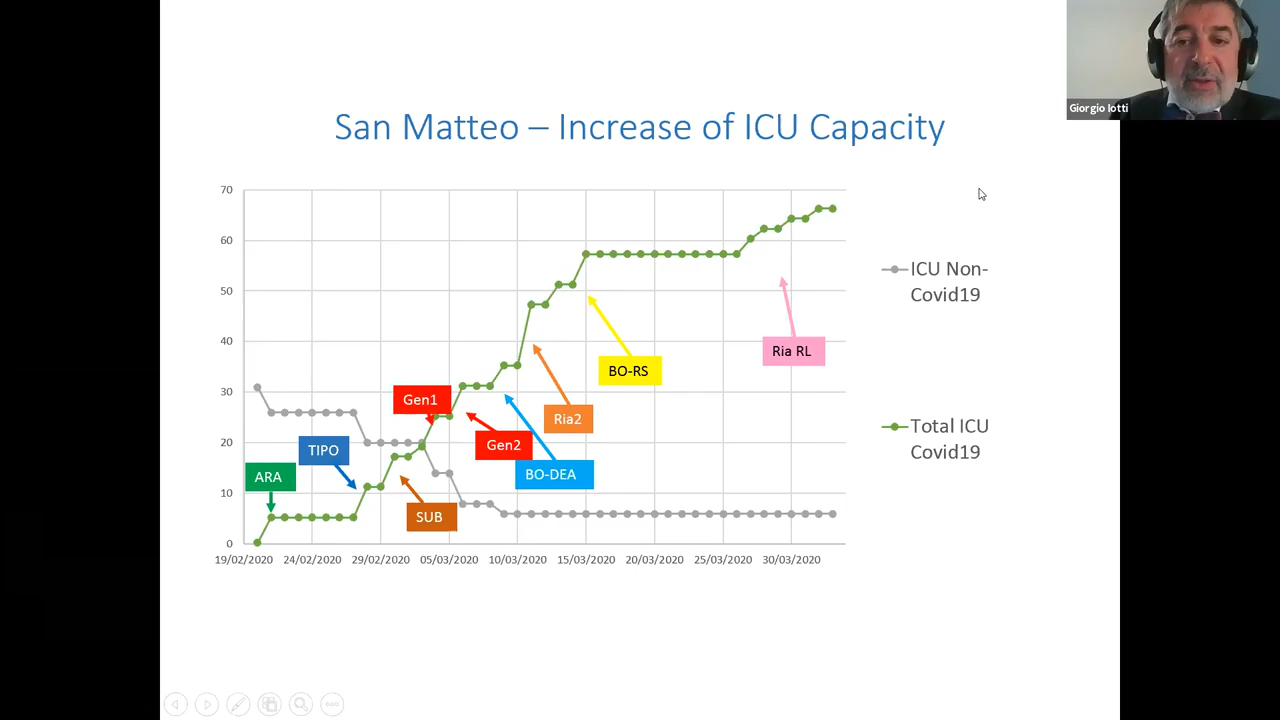 Giorgio Iotti
San Matteo – Increase of ICU Capacity
70
60
50
40
30
20
10
0
19/02/2020 24/02/2020 29/02/2020 05/03/2020 10/03/2020 15/03/2020 20/03/2020 25/03/2020 30/03/2020
ARA
TIPO
Gen1
SUB
Gen2
BO-DEA
Ria2
BO-RS
Ria RL
ICU Non-
Covid19
Total ICU
Covid19